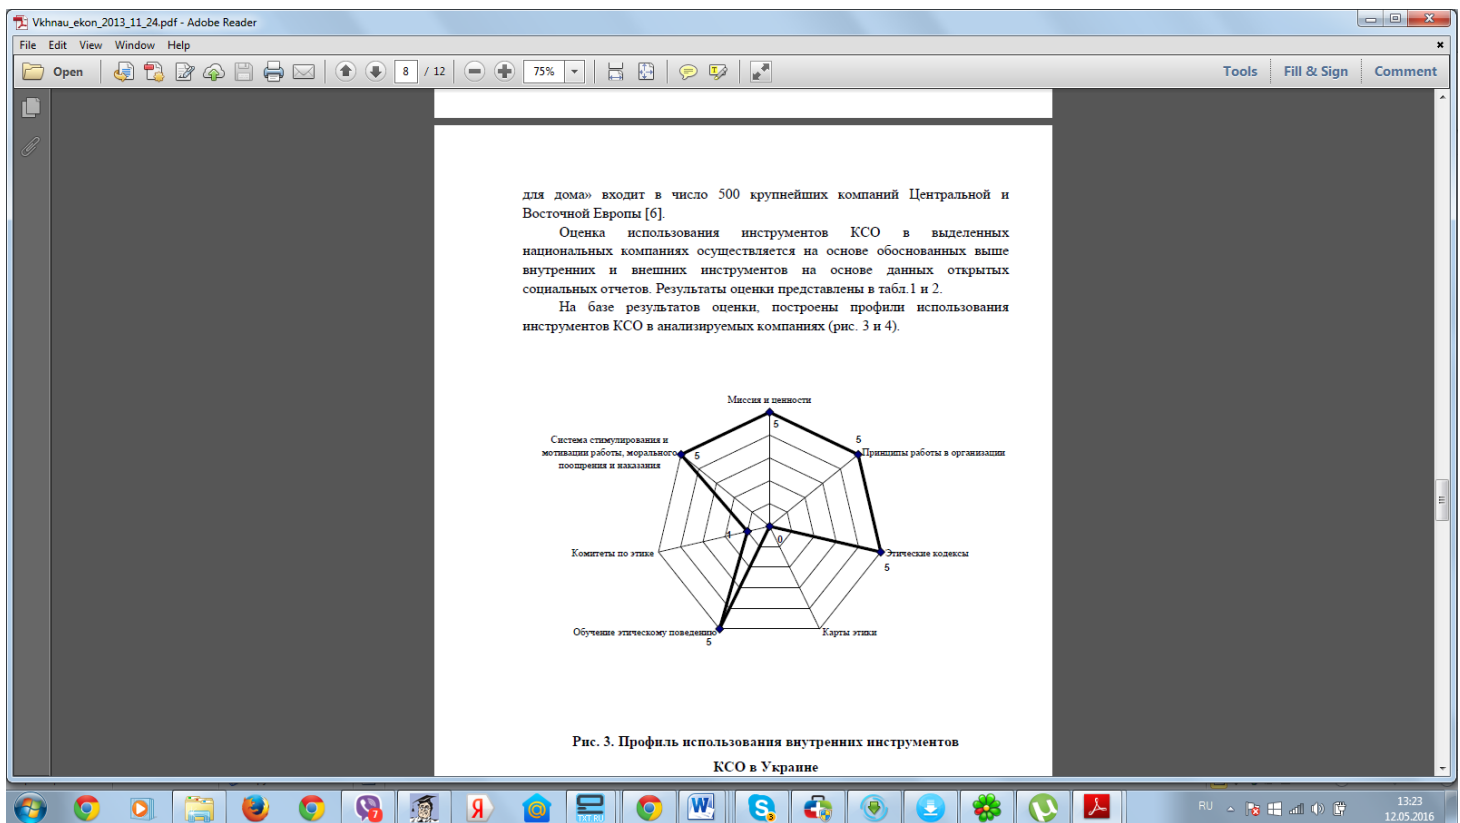 Vkhnau_ekon_2013_11_24.pdf - Adobe Reader
File Edit View Window Help
Open 8 / 12 75% Tools Fill & Sign Comment
для дома» входит в число 500 крупнейших компаний Центральной и
Восточной Европы [6].
Оценка использования инструментов КСО в выделенных
национальных компаниях осуществляется на основе обоснованных выше
внутренних и внешних инструментов на основе данных открытых
социальных отчетов. Результаты оценки представлены в табл.1 и 2.
На базе результатов оценки, построены профили использования
инструментов КСО в анализируемых компаниях (рис. 3 и 4).
Миссия и ценности
5
5
Принципы работы в организации
Система стимулирования и
мотивации работы, морального
поощрения и наказания
5
1
0
Комитеты по этике
Этические кодексы
5
Обучение этическому поведению
5
Карты этики
Рис. 3. Профиль использования внутренних инструментов
КСО в Украине
TXT.RU
RU
13:23
12.05.2016